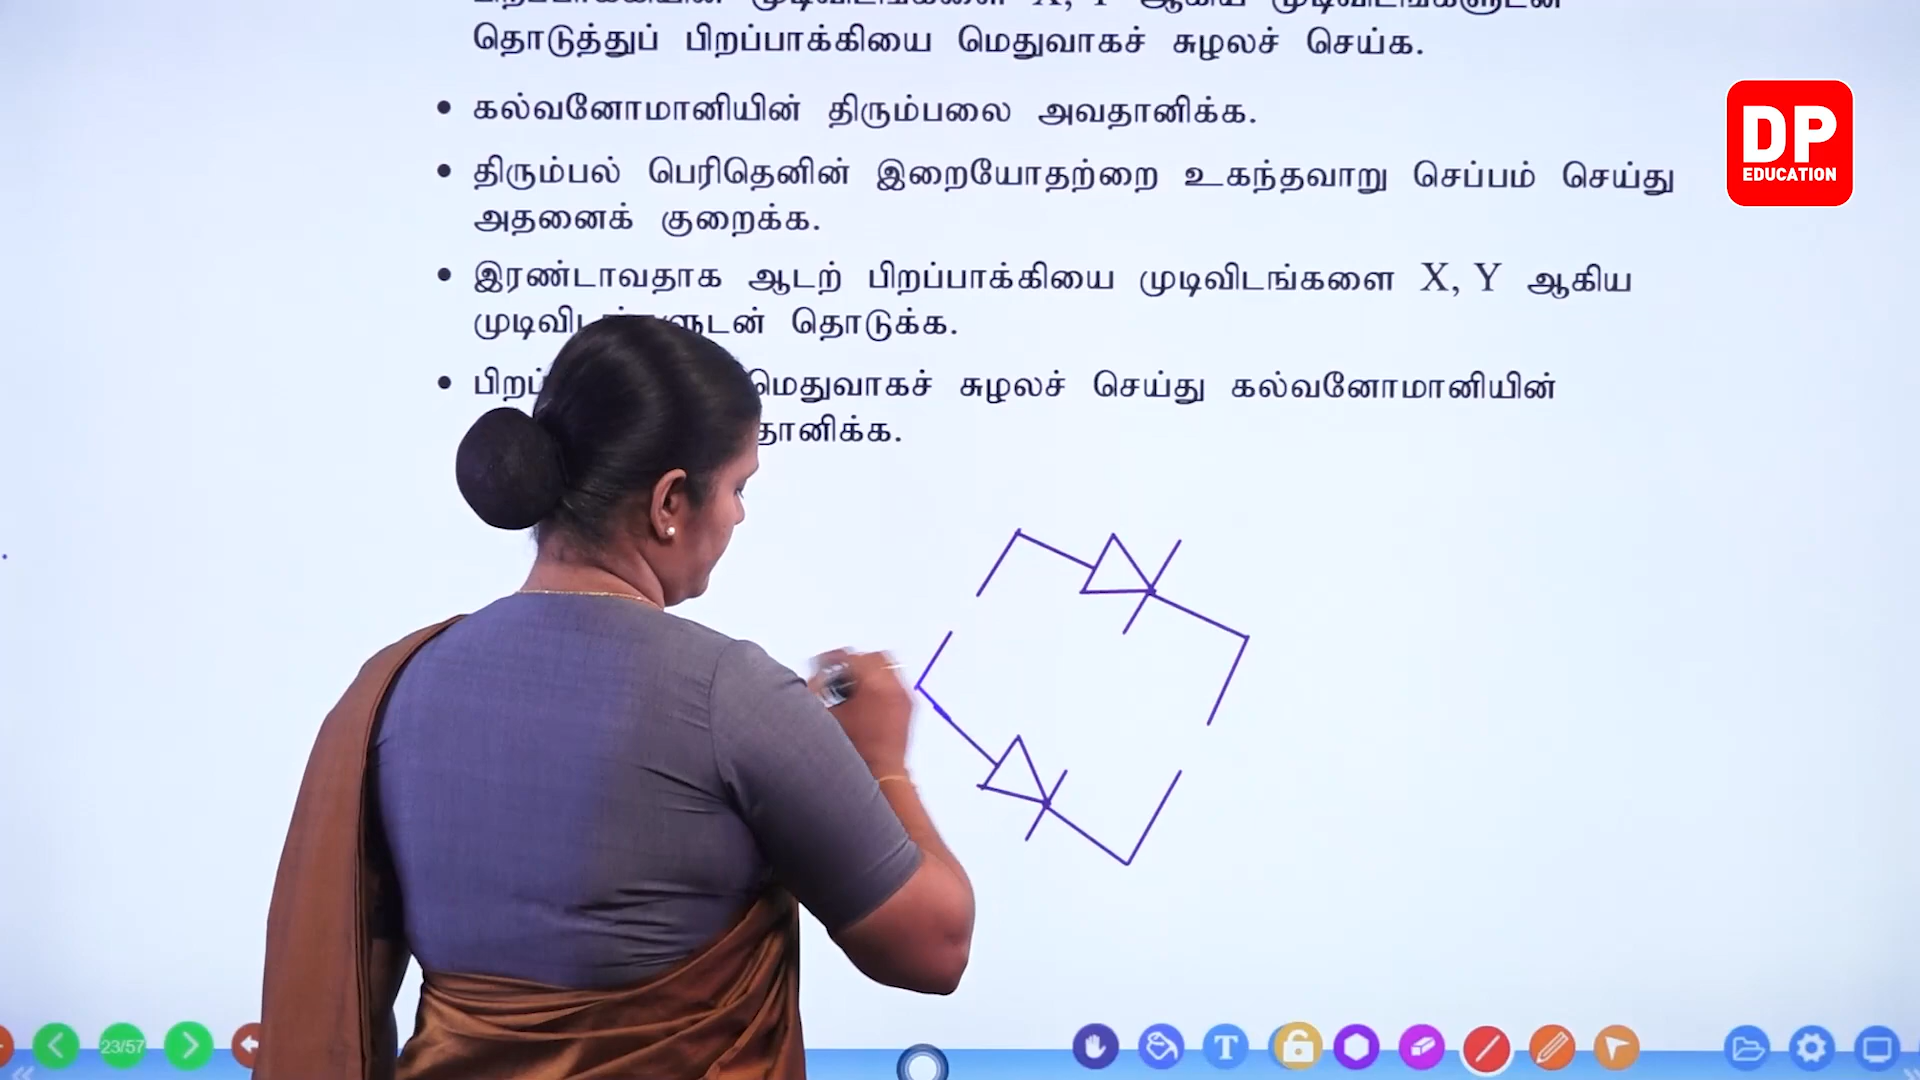 தொடுத்துப் பிறப்பாக்கியை மெதுவாகச் சுழலச் செய்க.
• கல்வனோமானியின் திரும்பலை அவதானிக்க.
• திரும்பல் பெரிதெனின் இறையோதற்றை உகந்தவாறு செப்பம் செய்து
அதனைக் குறைக்க.
• இரண்டாவதாக ஆடற் பிறப்பாக்கியை முடிவிடங்களை X, Y ஆகிய
தொடுக்க.
• மெதுவாகச் சுழலச் செய்து கல்வனோமானியின்
DP
EDUCATION
23/57
T